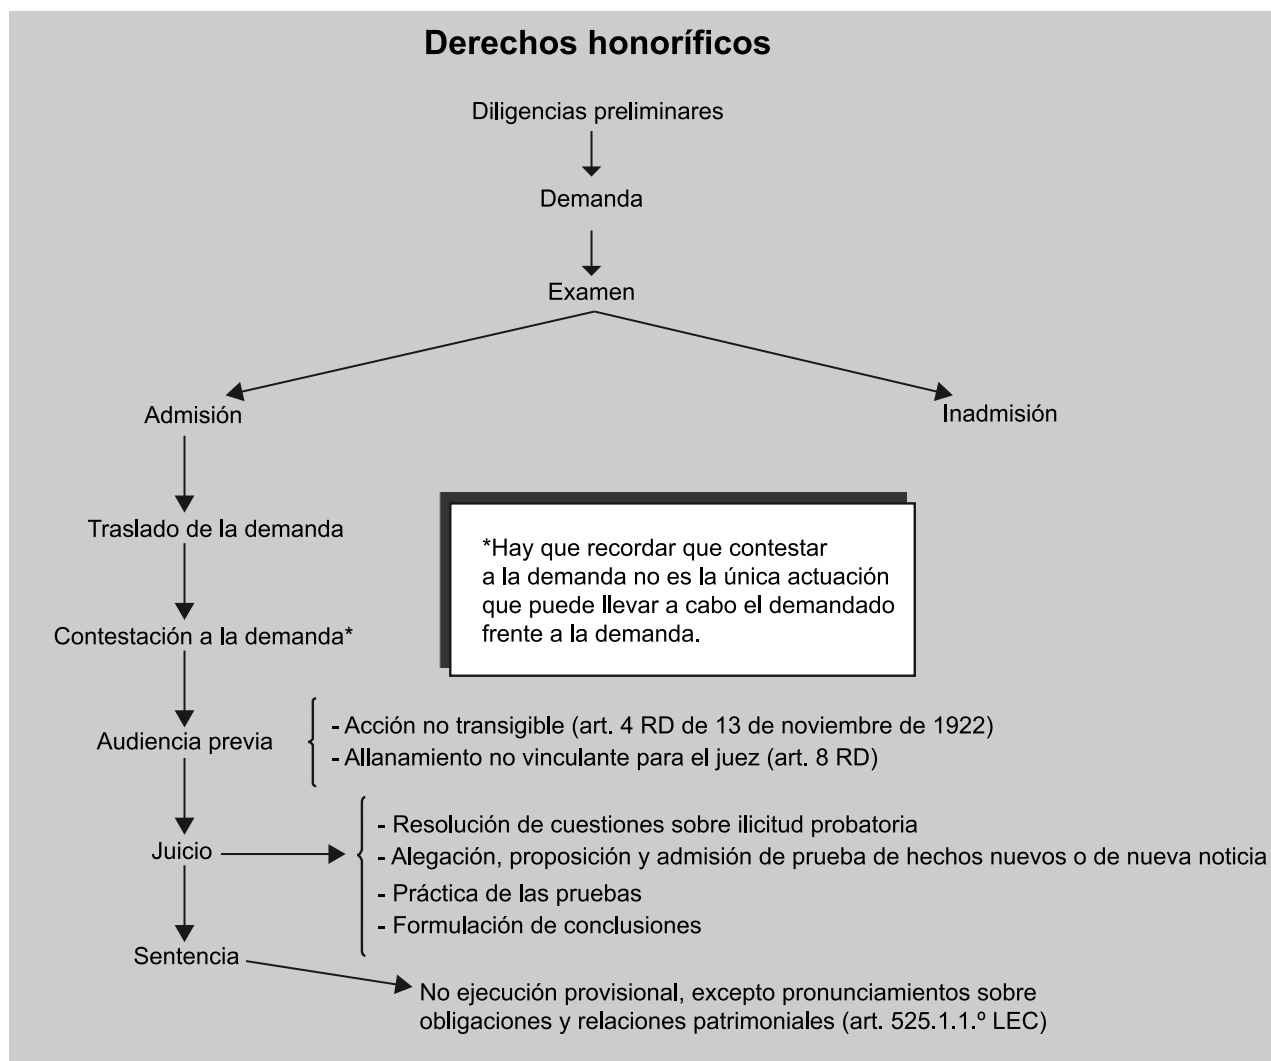 Derechos honoríficos
Diligencias preliminares
Demanda
Examen
Admisión
Inadmisión
Traslado de la demanda
*Hay que recordar que contestar
a la demanda no es la única actuación
que puede llevar a cabo el demandado
frente a la demanda.
Contestación a la demanda*
Audiencia previa
- Acción no transigible (art. 4 RD de 13 de noviembre de 1922)
- Allanamiento no vinculante para el juez (art. 8 RD)
Juicio
- Resolución de cuestiones sobre ilicitud probatoria
- Alegación, proposición y admisión de prueba de hechos nuevos o de nueva noticia
- Práctica de las pruebas
- Formulación de conclusiones
Sentencia
No ejecución provisional, excepto pronunciamientos sobre
obligaciones y relaciones patrimoniales (art. 525.1.1.º LEC)